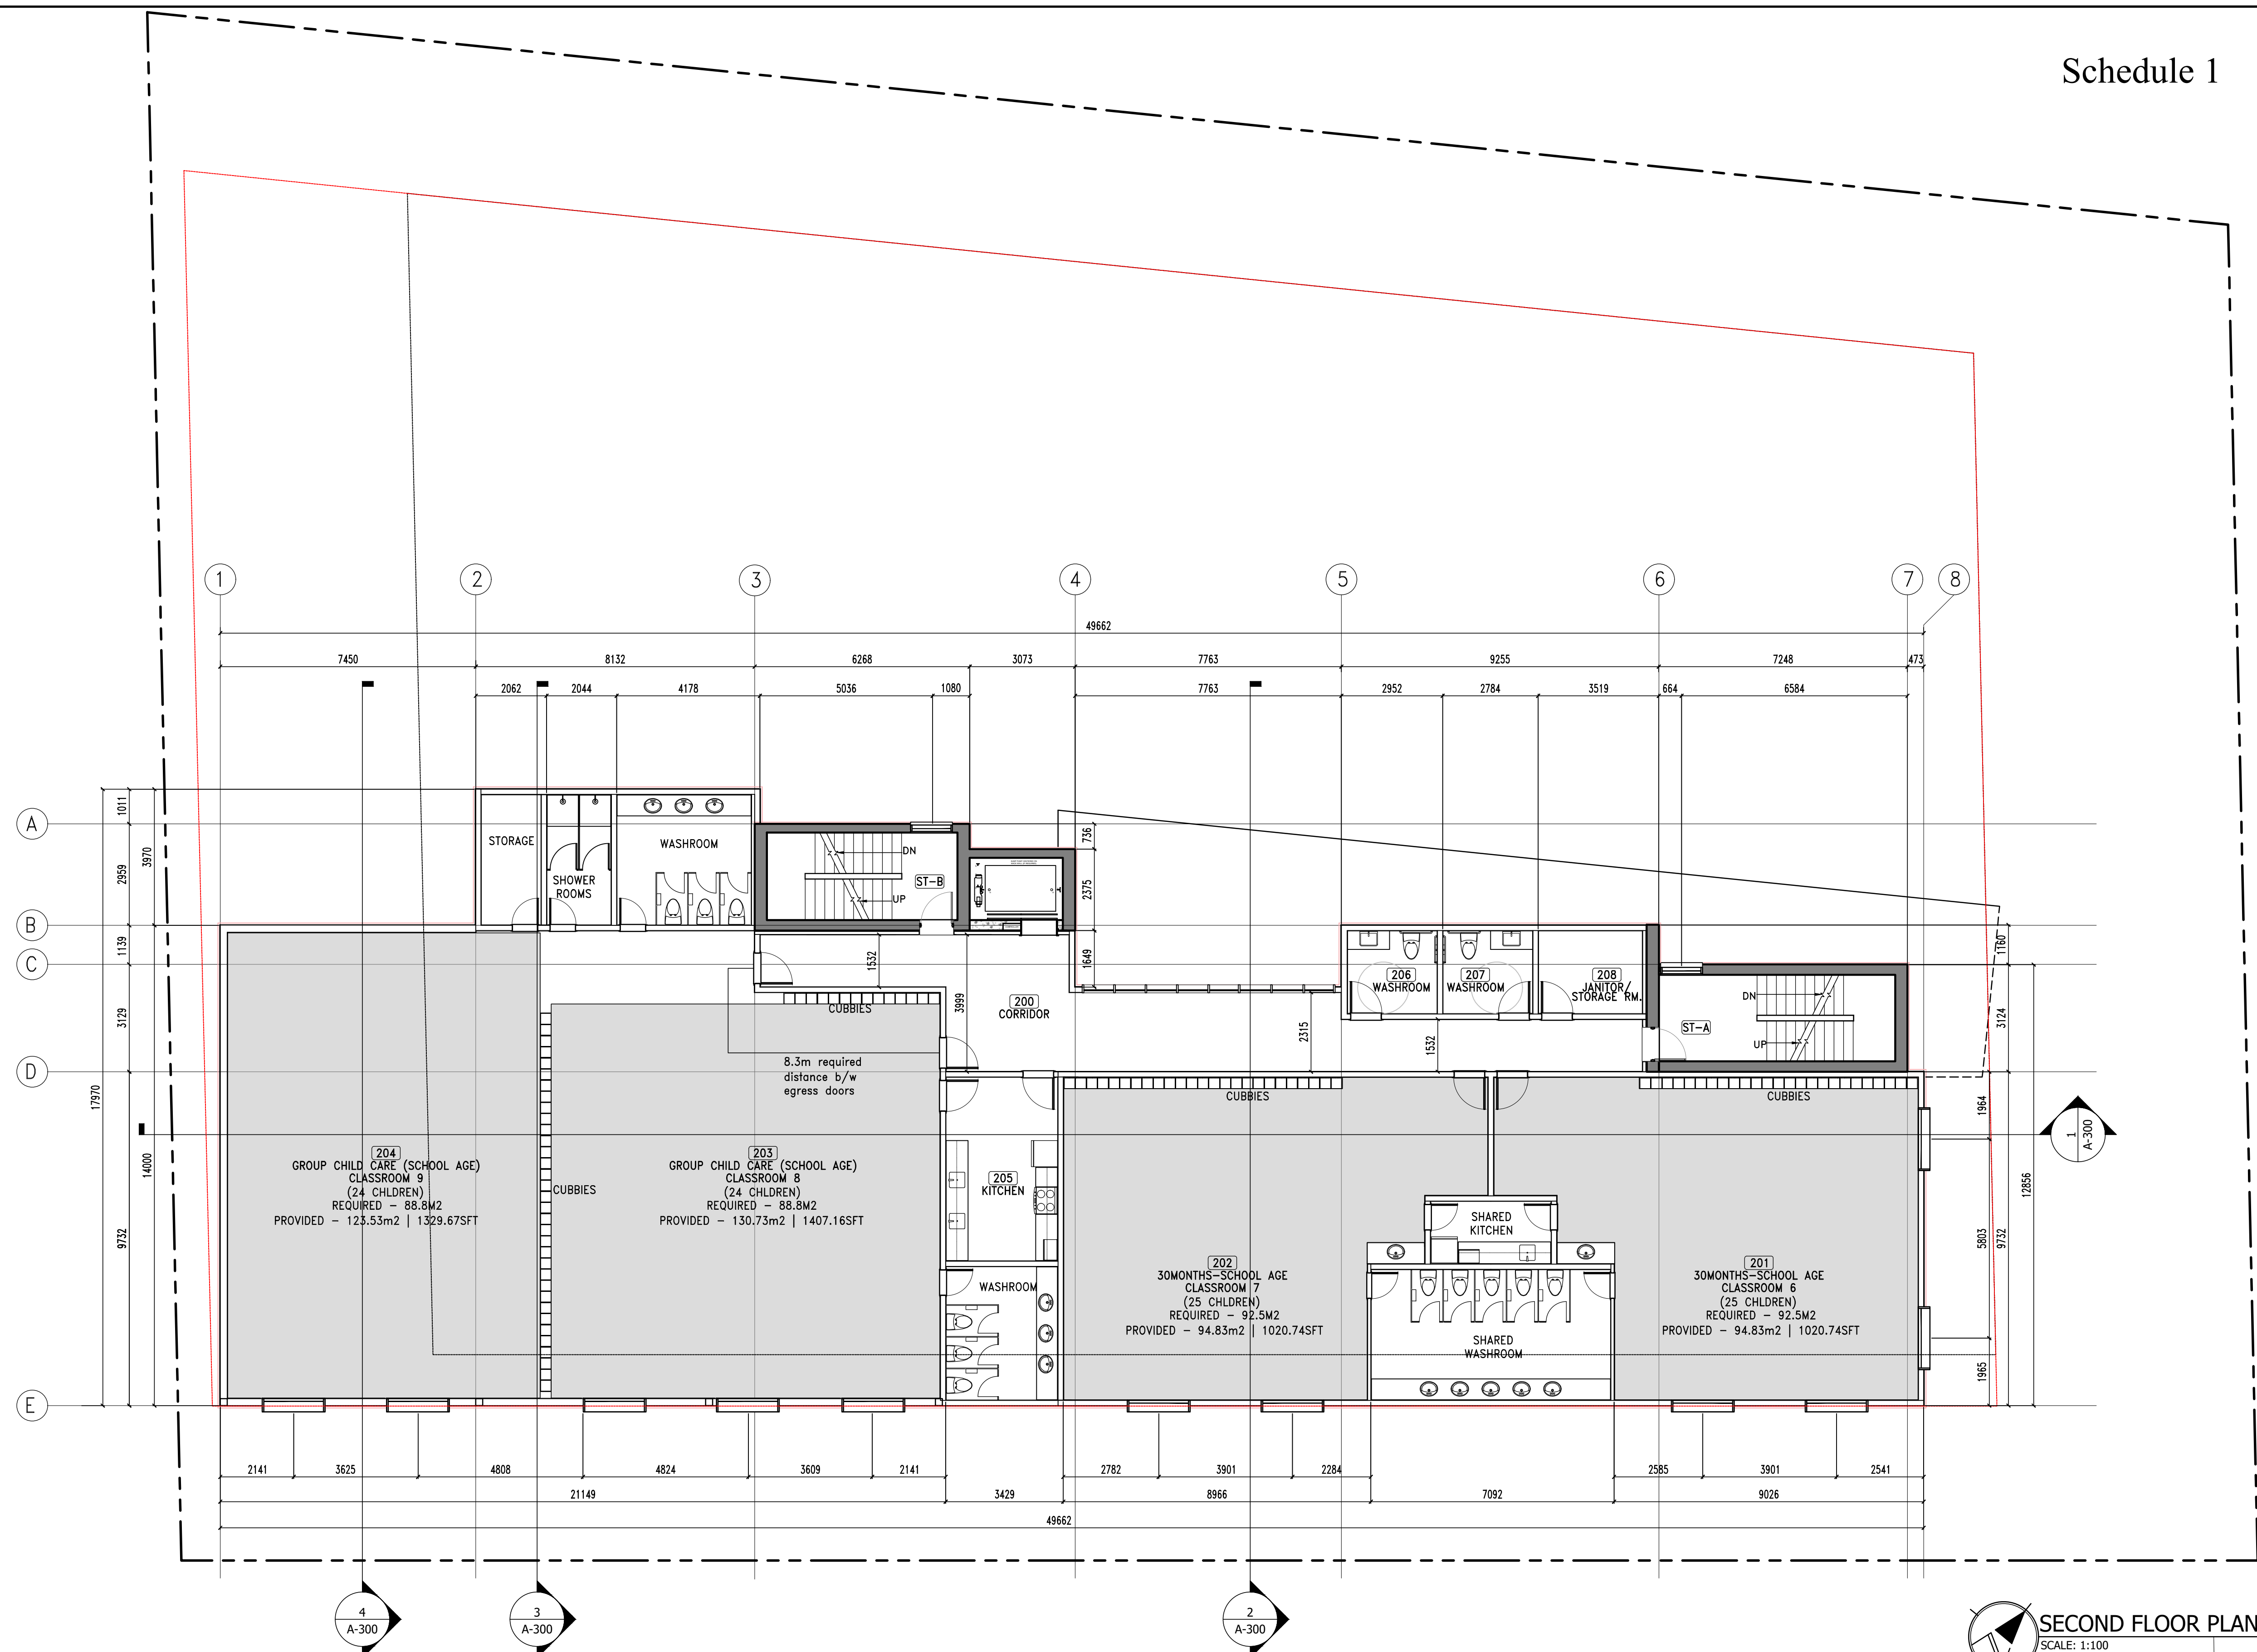 Schedule 1
1
2
3
4
5
6
7
8
49662
7450
8132
6268
3073
7763
9255
7248
473
2062
2044
4178
5036
1080
7763
2952
2784
3519
664
6584
A
B
C
D
E
1011
2959
3970
1139
3129
17970
14000
9732
STORAGE
SHOWER
ROOMS
WASHROOM
DN
UP
ST-B
736
2375
1649
1532
3999
CUBBIES
200
CORRIDOR
8.3m required
distance b/w
egress doors
2315
1532
206
WASHROOM
207
WASHROOM
208
JANITOR/
STORAGE RM.
DN
UP
ST-A
1160
3124
1964
12856
5803
9732
1965
1
A-300
CUBBIES
CUBBIES
204
GROUP CHILD CARE (SCHOOL AGE)
CLASSROOM 9
(24 CHLDREN)
REQUIRED - 88.8M2
PROVIDED - 123.53m2 | 1329.67SFT
CUBBIES
203
GROUP CHILD CARE (SCHOOL AGE)
CLASSROOM 8
(24 CHLDREN)
REQUIRED - 88.8M2
PROVIDED - 130.73m2 | 1407.16SFT
205
KITCHEN
WASHROOM
202
30MONTHS-SCHOOL AGE
CLASSROOM 7
(25 CHLDREN)
REQUIRED - 92.5M2
PROVIDED - 94.83m2 | 1020.74SFT
SHARED
KITCHEN
SHARED
WASHROOM
201
30MONTHS-SCHOOL AGE
CLASSROOM 6
(25 CHLDREN)
REQUIRED - 92.5M2
PROVIDED - 94.83m2 | 1020.74SFT
2141
3625
4808
4824
3609
2141
2782
3901
2284
2585
3901
2541
21149
3429
8966
7092
9026
49662
4
A-300
3
A-300
2
A-300
SECOND FLOOR PLAN
SCALE: 1:100